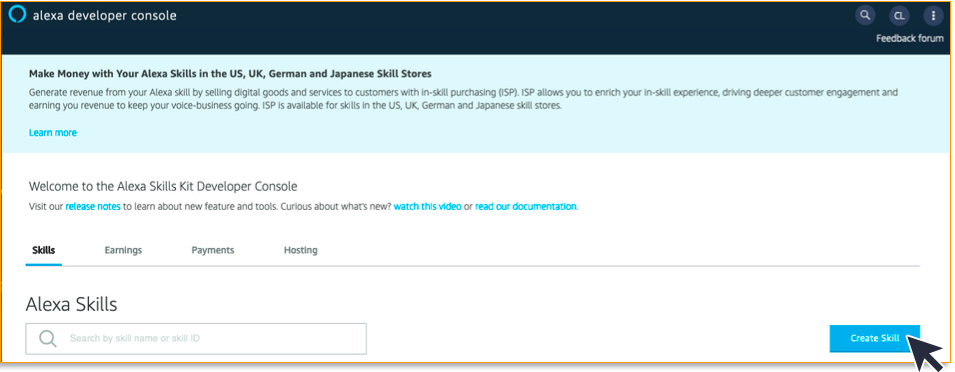 alexa developer console
CL
Feedback forum
Make Money with Your Alexa Skills in the US, UK, German and Japanese Skill Stores
Generate revenue from your Alexa skill by selling digital goods and services to customers with in-skill purchasing (ISP). ISP allows you to enrich your in-skill experience, driving deeper customer engagement and
earning you revenue to keep your voice-business going. ISP is available for skills in the US, UK, German and Japanese skill stores.
Learn more
Welcome to the Alexa Skills Kit Developer Console
Visit our release notes to learn about new feature and tools. Curious about what's new? watch this video or read our documentation.
Skills Earnings Payments Hosting
Alexa Skills
Search by skill name or skill ID
Create Skill